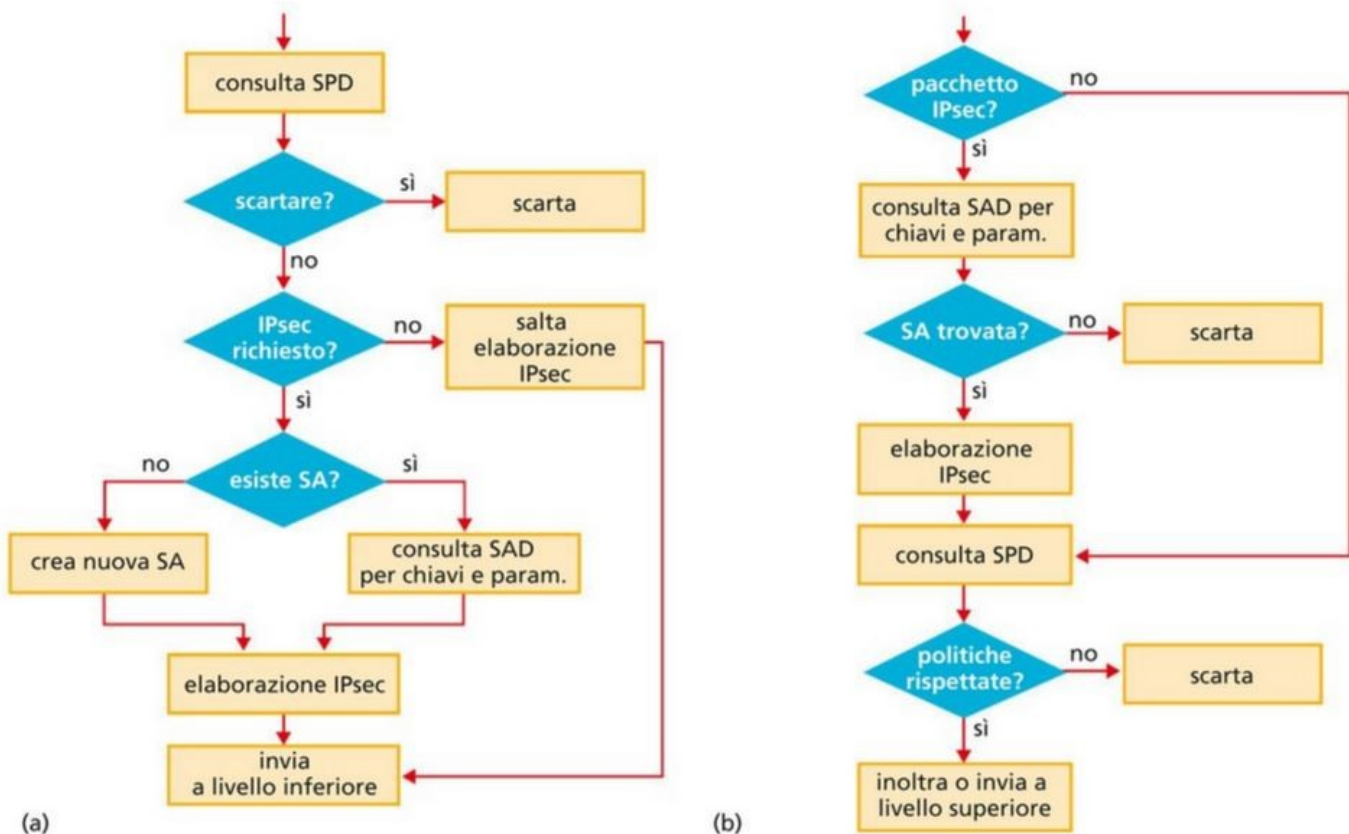 consulta SPD
scartare?
sì
scarta
no
IPsec
richiesto?
no
salta
elaborazione
IPsec
sì
esiste SA?
no
sì
crea nuova SA
consulta SAD
per chiavi e param.
elaborazione IPsec
invia
a livello inferiore
(a)
pacchetto
IPsec?
no
sì
consulta SAD per
chiavi e param.
SA trovata?
no
scarta
sì
elaborazione
IPsec
consulta SPD
politiche
rispettate?
no
scarta
sì
inoltra o invia a
livello superiore
(b)